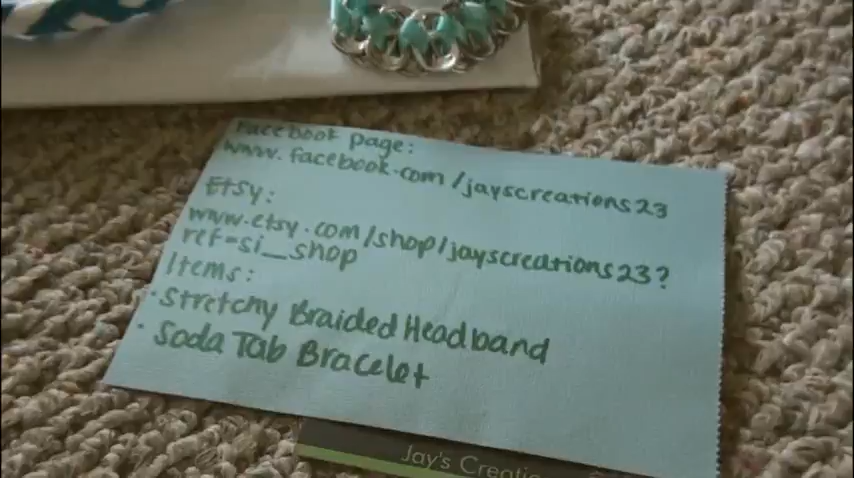 Facebook page:
www.facebook.com/jayscreations23
Etsy:
www.etsy.com/shop/jayscreations23?
ref=si_shop
Items:
·Stretchy Braided Headband
·Soda Tab Bracelet
Jay's